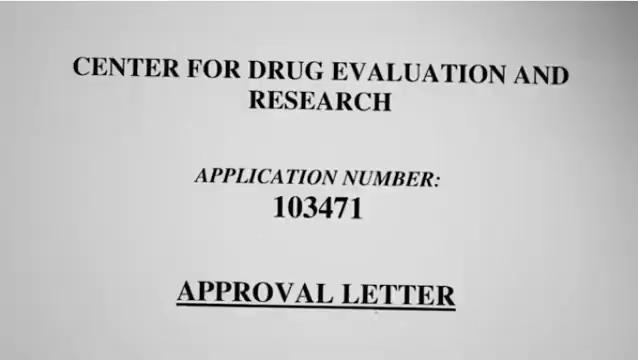 CENTER FOR DRUG EVALUATION AND
RESEARCH
APPLICATION NUMBER:
103471
APPROVAL LETTER